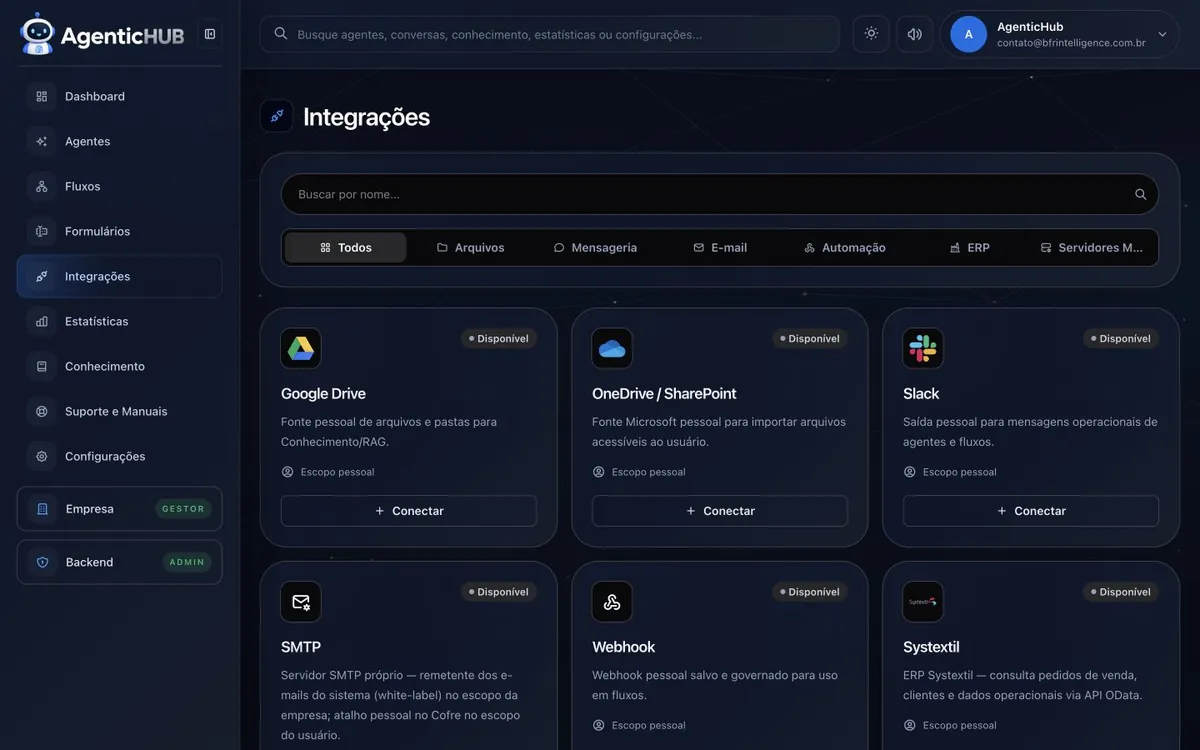 AgenticHUB
Busque agentes, conversas, conhecimento, estatísticas ou configurações...
A
AgenticHub
contato@bfrintelligence.com.br
Dashboard
Agentes
Fluxos
Formulários
Integrações
Estatísticas
Conhecimento
Suporte e Manuais
Configurações
Empresa
GESTOR
Backend
ADMIN
Integrações
Buscar por nome...
Todos
Arquivos
Mensageria
E-mail
Automação
ERP
Servidores M...
Disponível
Google Drive
Fonte pessoal de arquivos e pastas para
Conhecimento/RAG.
Escopo pessoal
+ Conectar
Disponível
OneDrive / SharePoint
Fonte Microsoft pessoal para importar arquivos
acessíveis ao usuário.
Escopo pessoal
+ Conectar
Disponível
Slack
Saída pessoal para mensagens operacionais de
agentes e fluxos.
Escopo pessoal
+ Conectar
Disponível
SMTP
Servidor SMTP próprio — remetente dos e-
mails do sistema (white-label) no escopo da
empresa; atalho pessoal no Cofre no escopo
do usuário.
Disponível
Webhook
Webhook pessoal salvo e governado para uso
em fluxos.
Escopo pessoal
Systextil
Disponível
Systextil
ERP Systextil — consulta pedidos de venda,
clientes e dados operacionais via API OData.
Escopo pessoal